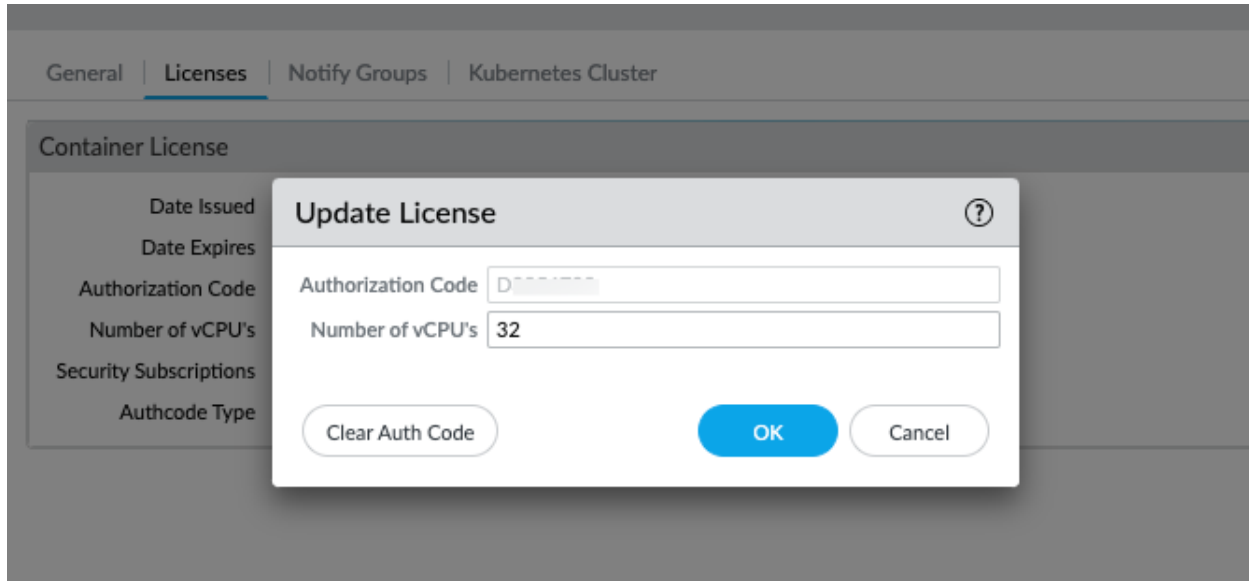 General Licenses Notify Groups Kubernetes Cluster
Container License
Date Issued
Date Expires
Authorization Code
Number of vCPU's
Security Subscriptions
Authcode Type
Update License ?
Authorization Code
Number of vCPU's 32
Clear Auth Code OK Cancel